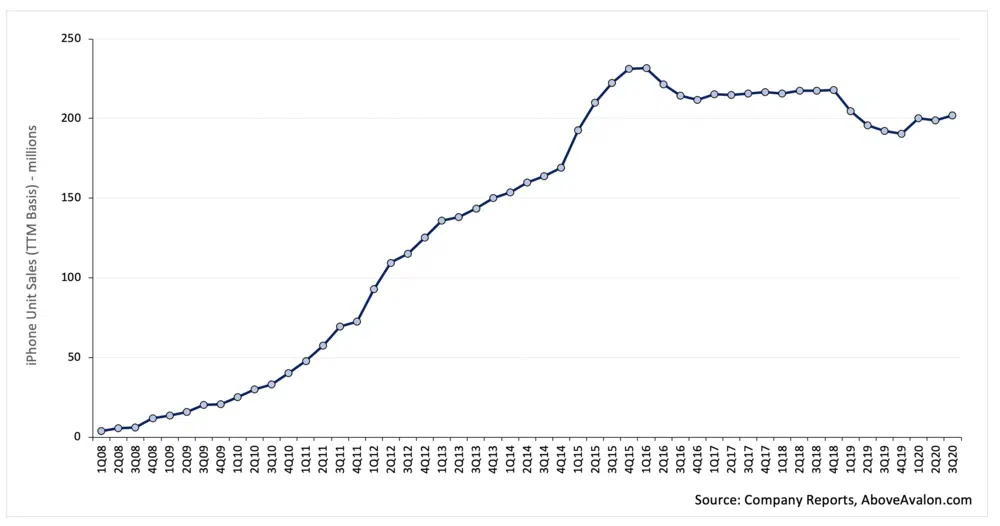 iPhone Unit Sales (TTM Basis) - millions
250
200
150
100
50
0
1Q08
2Q08
3Q08
4Q08
1Q09
2Q09
3Q09
4Q09
1Q10
2Q10
3Q10
4Q10
1Q11
2Q11
3Q11
4Q11
1Q12
2Q12
3Q12
4Q12
1Q13
2Q13
3Q13
4Q13
1Q14
2Q14
3Q14
4Q14
1Q15
2Q15
3Q15
4Q15
1Q16
2Q16
3Q16
4Q16
1Q17
2Q17
3Q17
4Q17
1Q18
2Q18
3Q18
4Q18
1Q19
2Q19
3Q19
4Q19
1Q20
2Q20
3Q20
Source: Company Reports, AboveAvalon.com